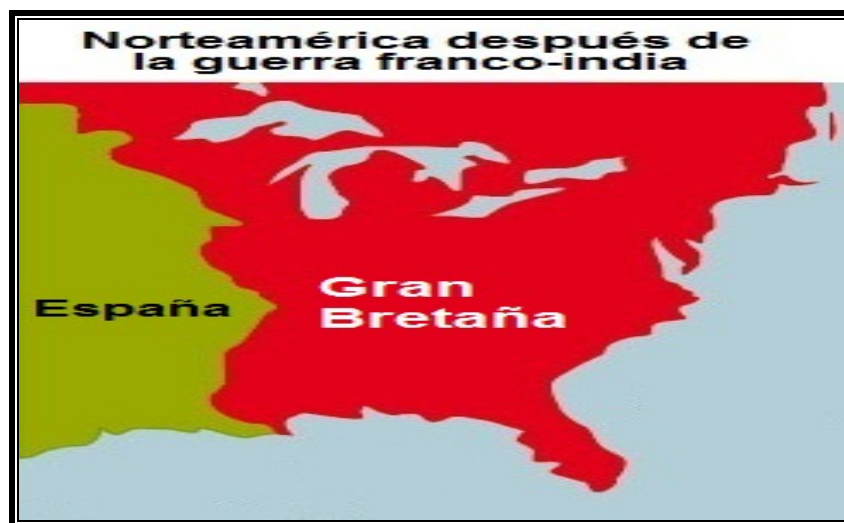 Norteamérica después de
la guerra franco-india
España
Gran
Bretaña